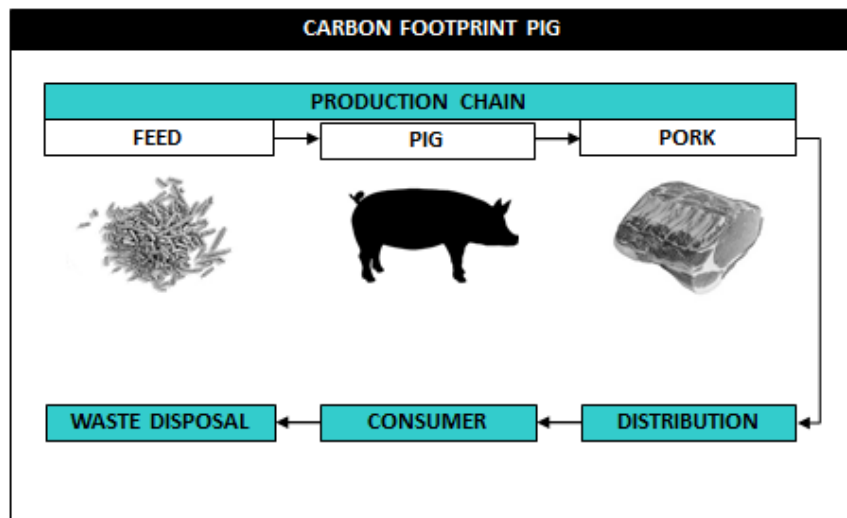 CARBON FOOTPRINT PIG
PRODUCTION CHAIN
FEED
PIG
PORK
WASTE DISPOSAL
CONSUMER
DISTRIBUTION